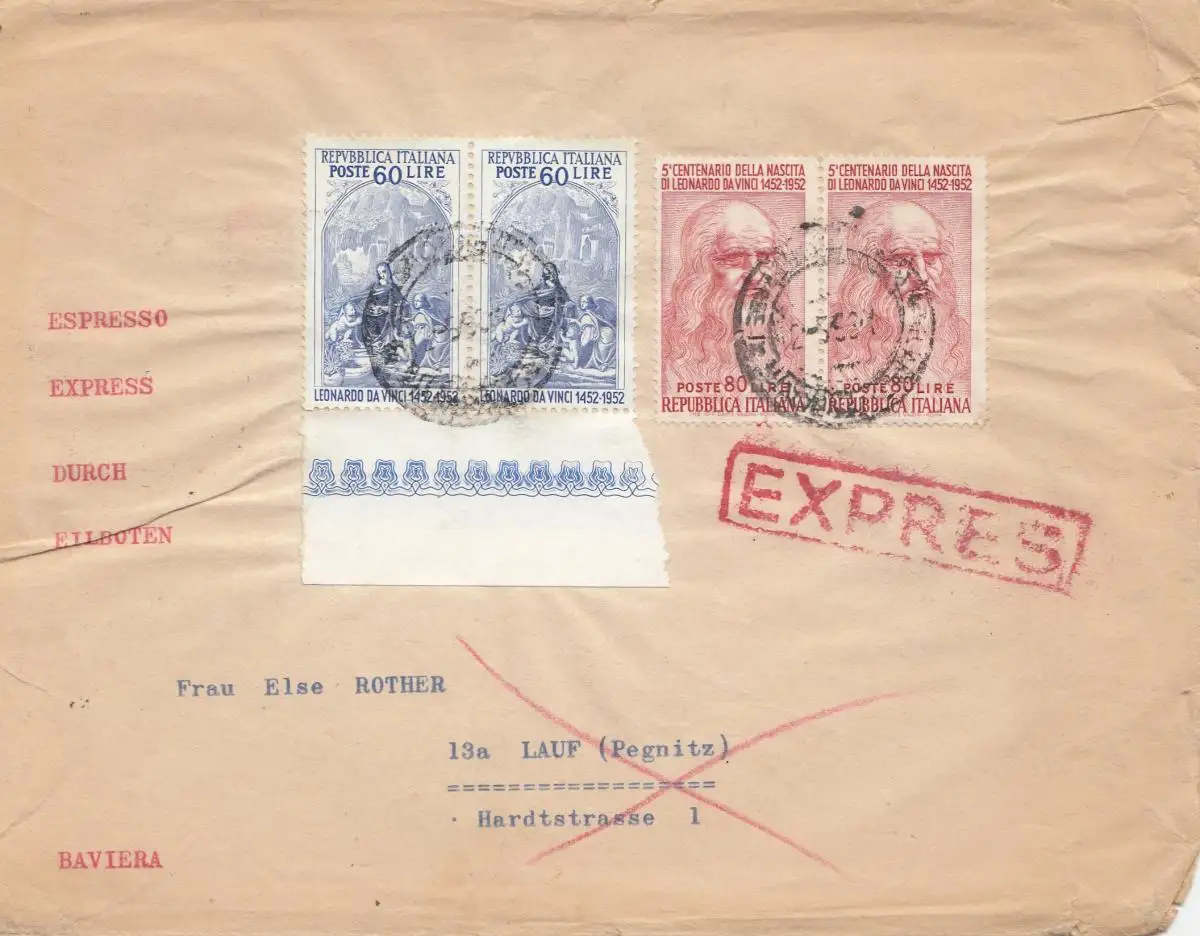 REPVBBLICA ITALIANA
POSTE 60 LIRE
LEONARDO DA VINCI 1452-1952
REPVBBLICA ITALIANA
POSTE 60 LIRE
LEONARDO DA VINCI 1452-1952
5º CENTENARIO DELLA NASCITA
DI LEONARDO DA VINCI 1452-1952
POSTE 80 LIRE
REPUBBLICA ITALIANA
5º CENTENARIO DELLA NASCITA
DI LEONARDO DA VINCI 1452-1952
POSTE 80 LIRE
REPUBBLICA ITALIANA
ESPRESSO
EXPRESS
DURCH
EILBOTEN
EXPRES
Frau Else ROTHER
13a LAUF (Pegnitz)
==================
Hardtstrasse 1
BAVIERA